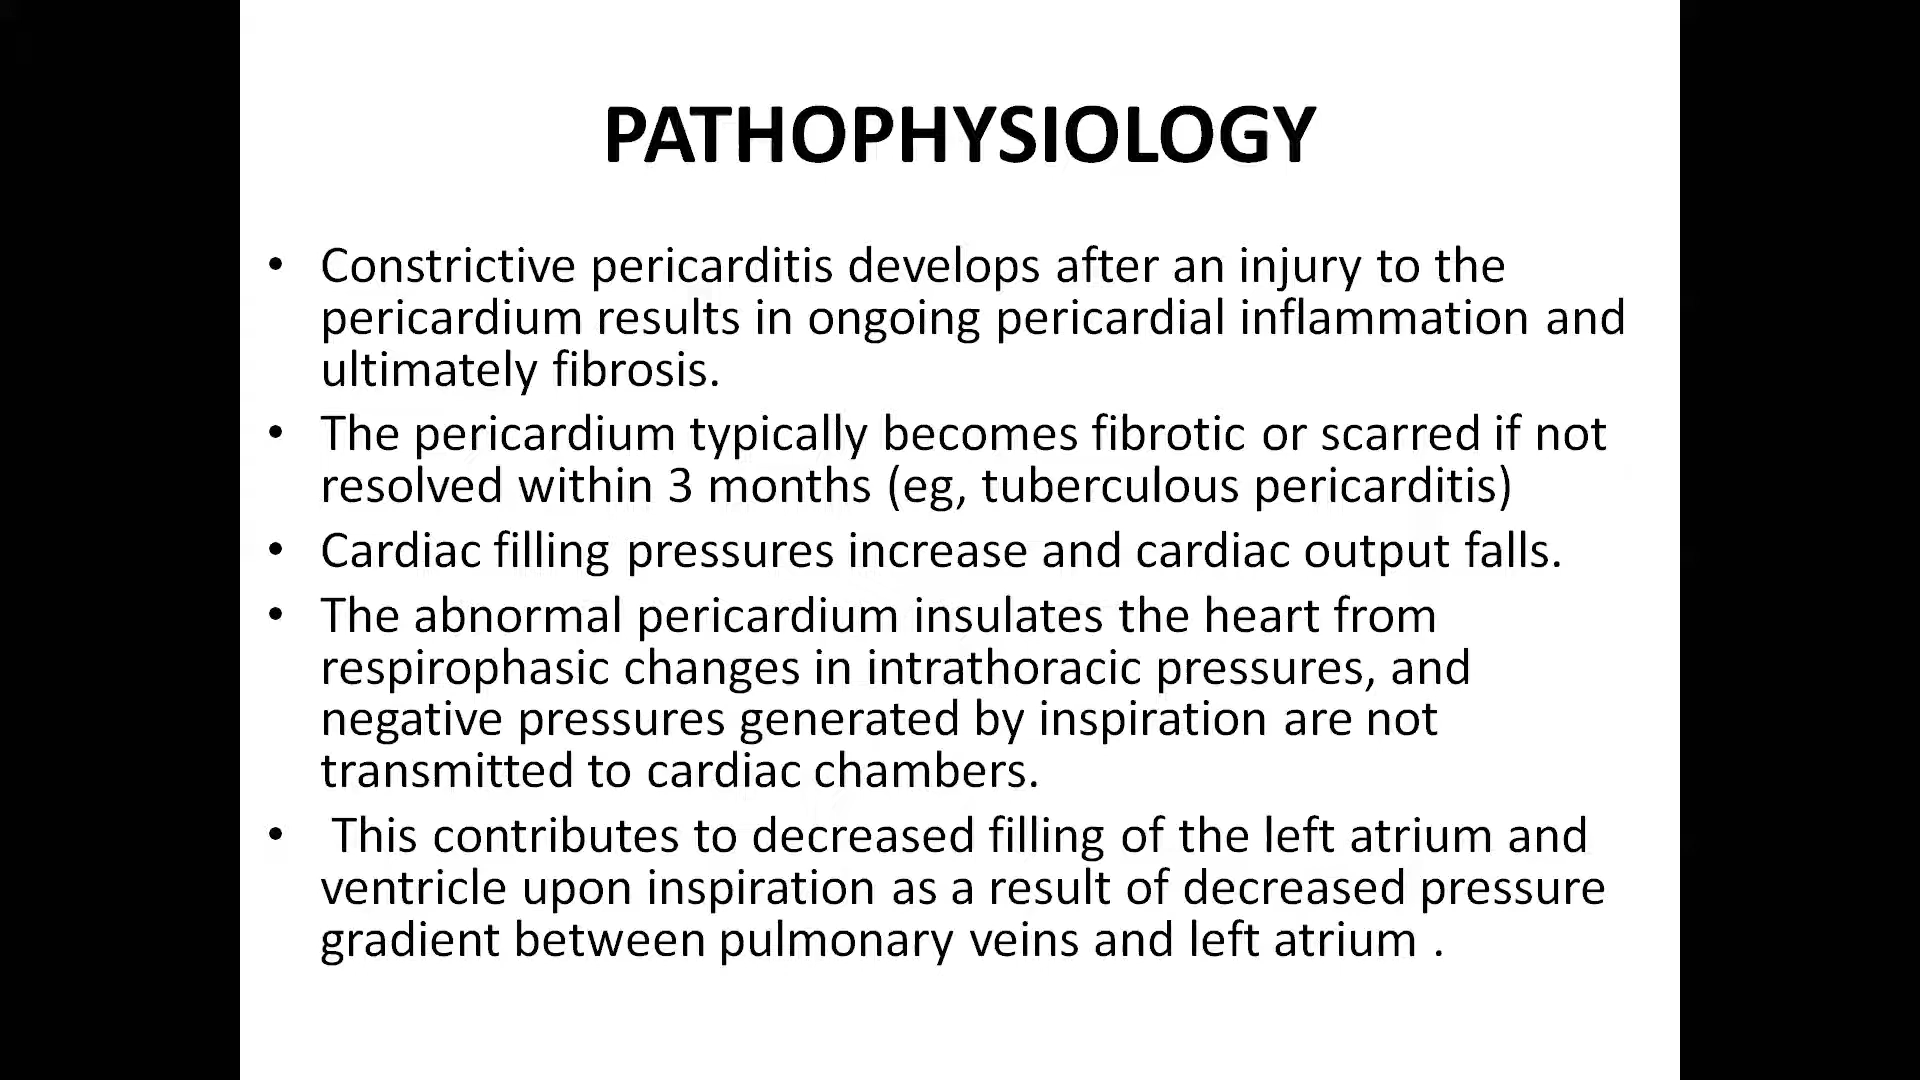 PATHOPHYSIOLOGY
• Constrictive pericarditis develops after an injury to the
pericardium results in ongoing pericardial inflammation and
ultimately fibrosis.
• The pericardium typically becomes fibrotic or scarred if not
resolved within 3 months (eg, tuberculous pericarditis)
• Cardiac filling pressures increase and cardiac output falls.
• The abnormal pericardium insulates the heart from
respirophasic changes in intrathoracic pressures, and
negative pressures generated by inspiration are not
transmitted to cardiac chambers.
• This contributes to decreased filling of the left atrium and
ventricle upon inspiration as a result of decreased pressure
gradient between pulmonary veins and left atrium .